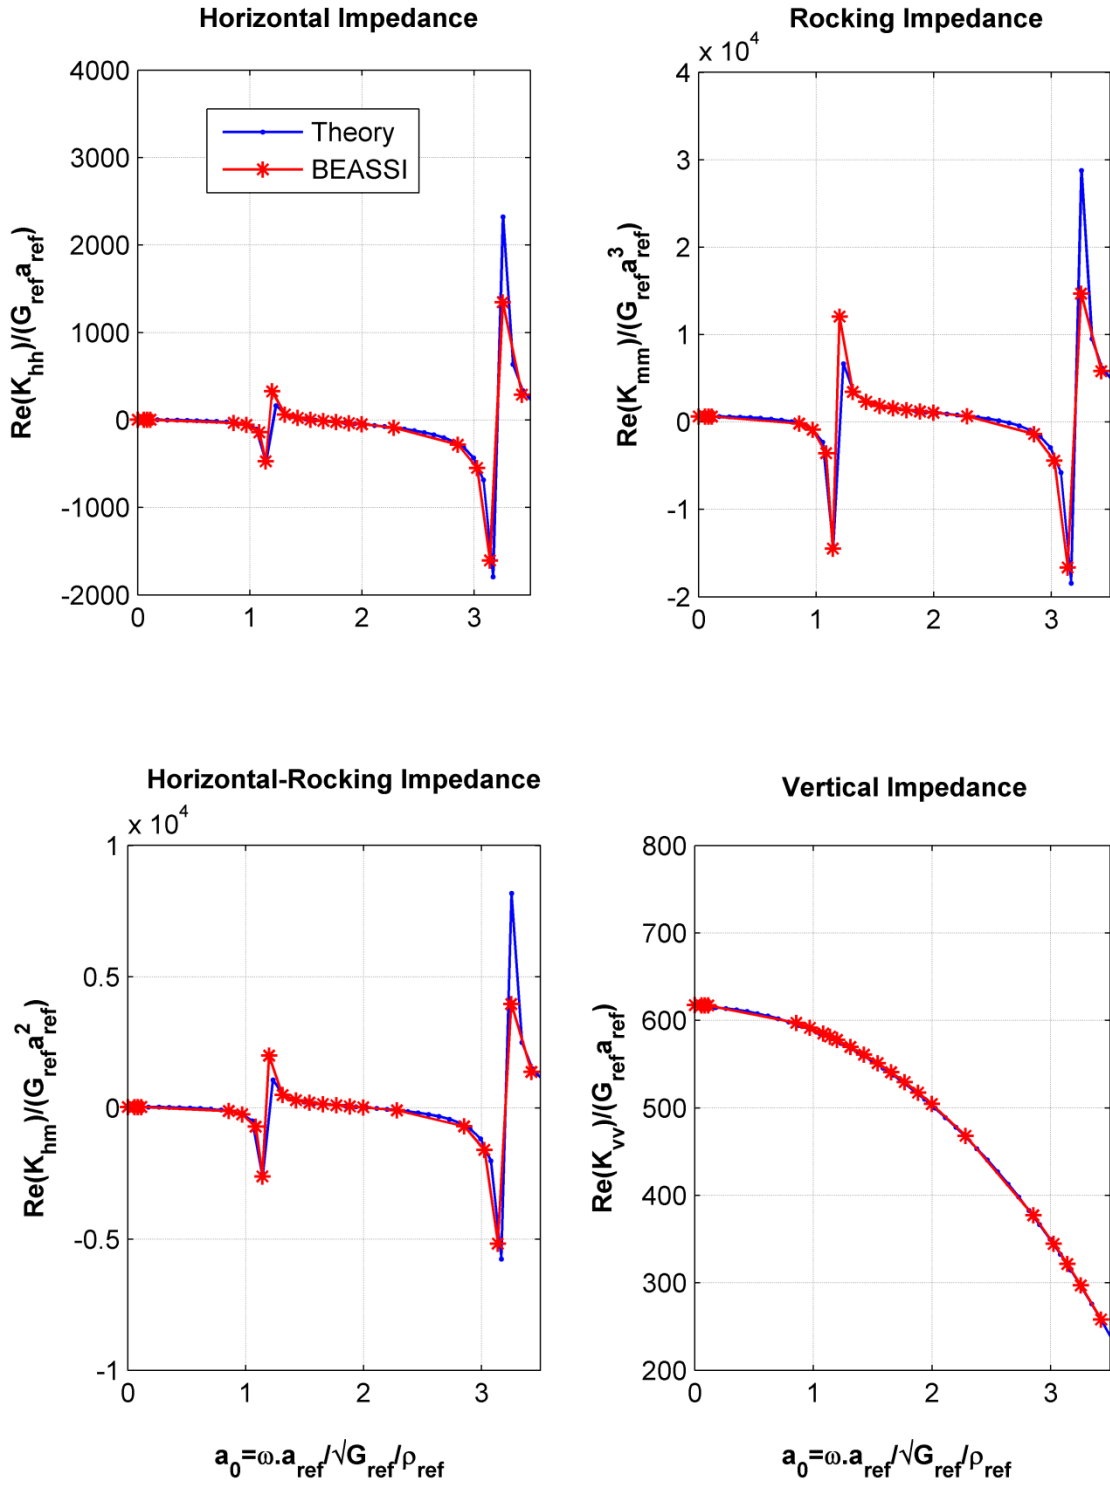 Horizontal Impedance
Re(K_hh)/(G_ref a_ref)
4000
3000
2000
1000
0
-1000
-2000
0 1 2 3
Theory
BEASSI
Rocking Impedance
x 10^4
Re(K_mm)/(G_ref a^3_ref)
4
3
2
1
0
-1
-2
0 1 2 3
Horizontal-Rocking Impedance
x 10^4
Re(K_hm)/(G_ref a^2_ref)
1
0.5
0
-0.5
-1
0 1 2 3
a_0=ω.a_ref/√G_ref/ρ_ref
Vertical Impedance
Re(K_vv)/(G_ref a_ref)
800
700
600
500
400
300
200
0 1 2 3
a_0=ω.a_ref/√G_ref/ρ_ref